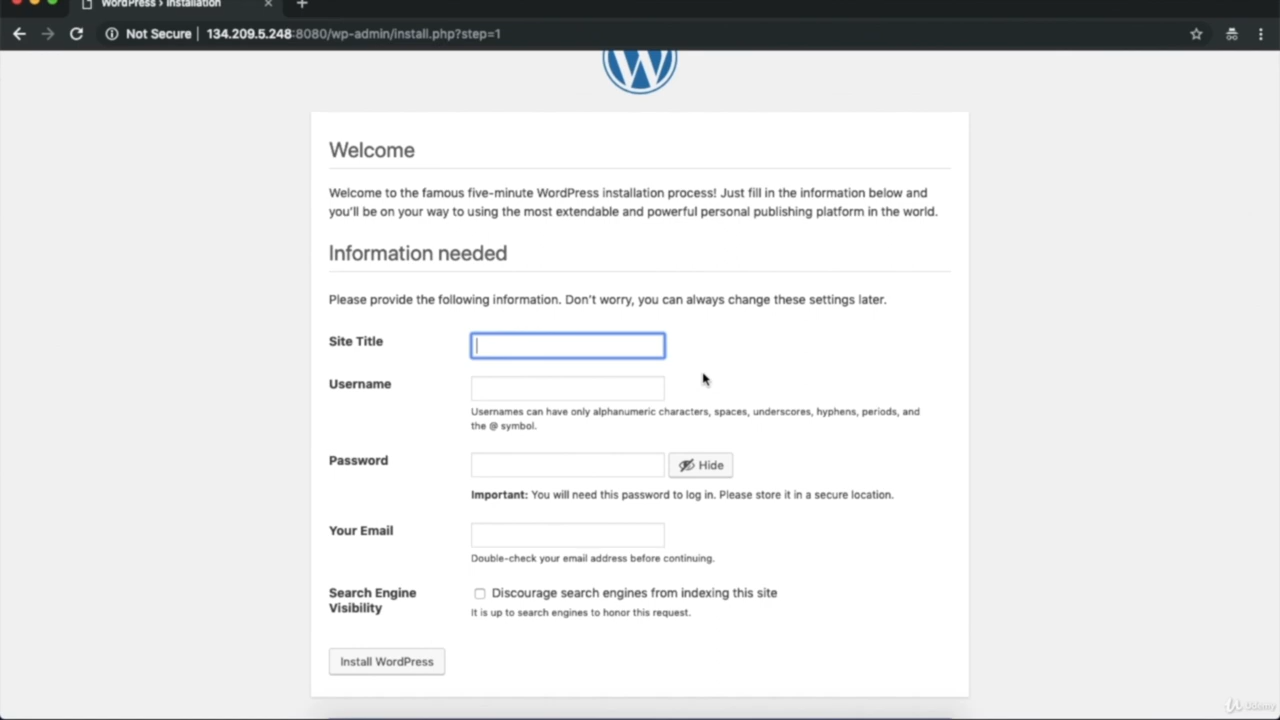 WordPress › Installation
Not Secure
134.209.5.248:8080/wp-admin/install.php?step=1
W
Welcome
Welcome to the famous five-minute WordPress installation process! Just fill in the information below and
you'll be on your way to using the most extendable and powerful personal publishing platform in the world.
Information needed
Please provide the following information. Don't worry, you can always change these settings later.
Site Title
Username
Usernames can have only alphanumeric characters, spaces, underscores, hyphens, periods, and
the @ symbol.
Password
Hide
Important: You will need this password to log in. Please store it in a secure location.
Your Email
Double-check your email address before continuing.
Search Engine
Visibility
Discourage search engines from indexing this site
It is up to search engines to honor this request.
Install WordPress
Udemy